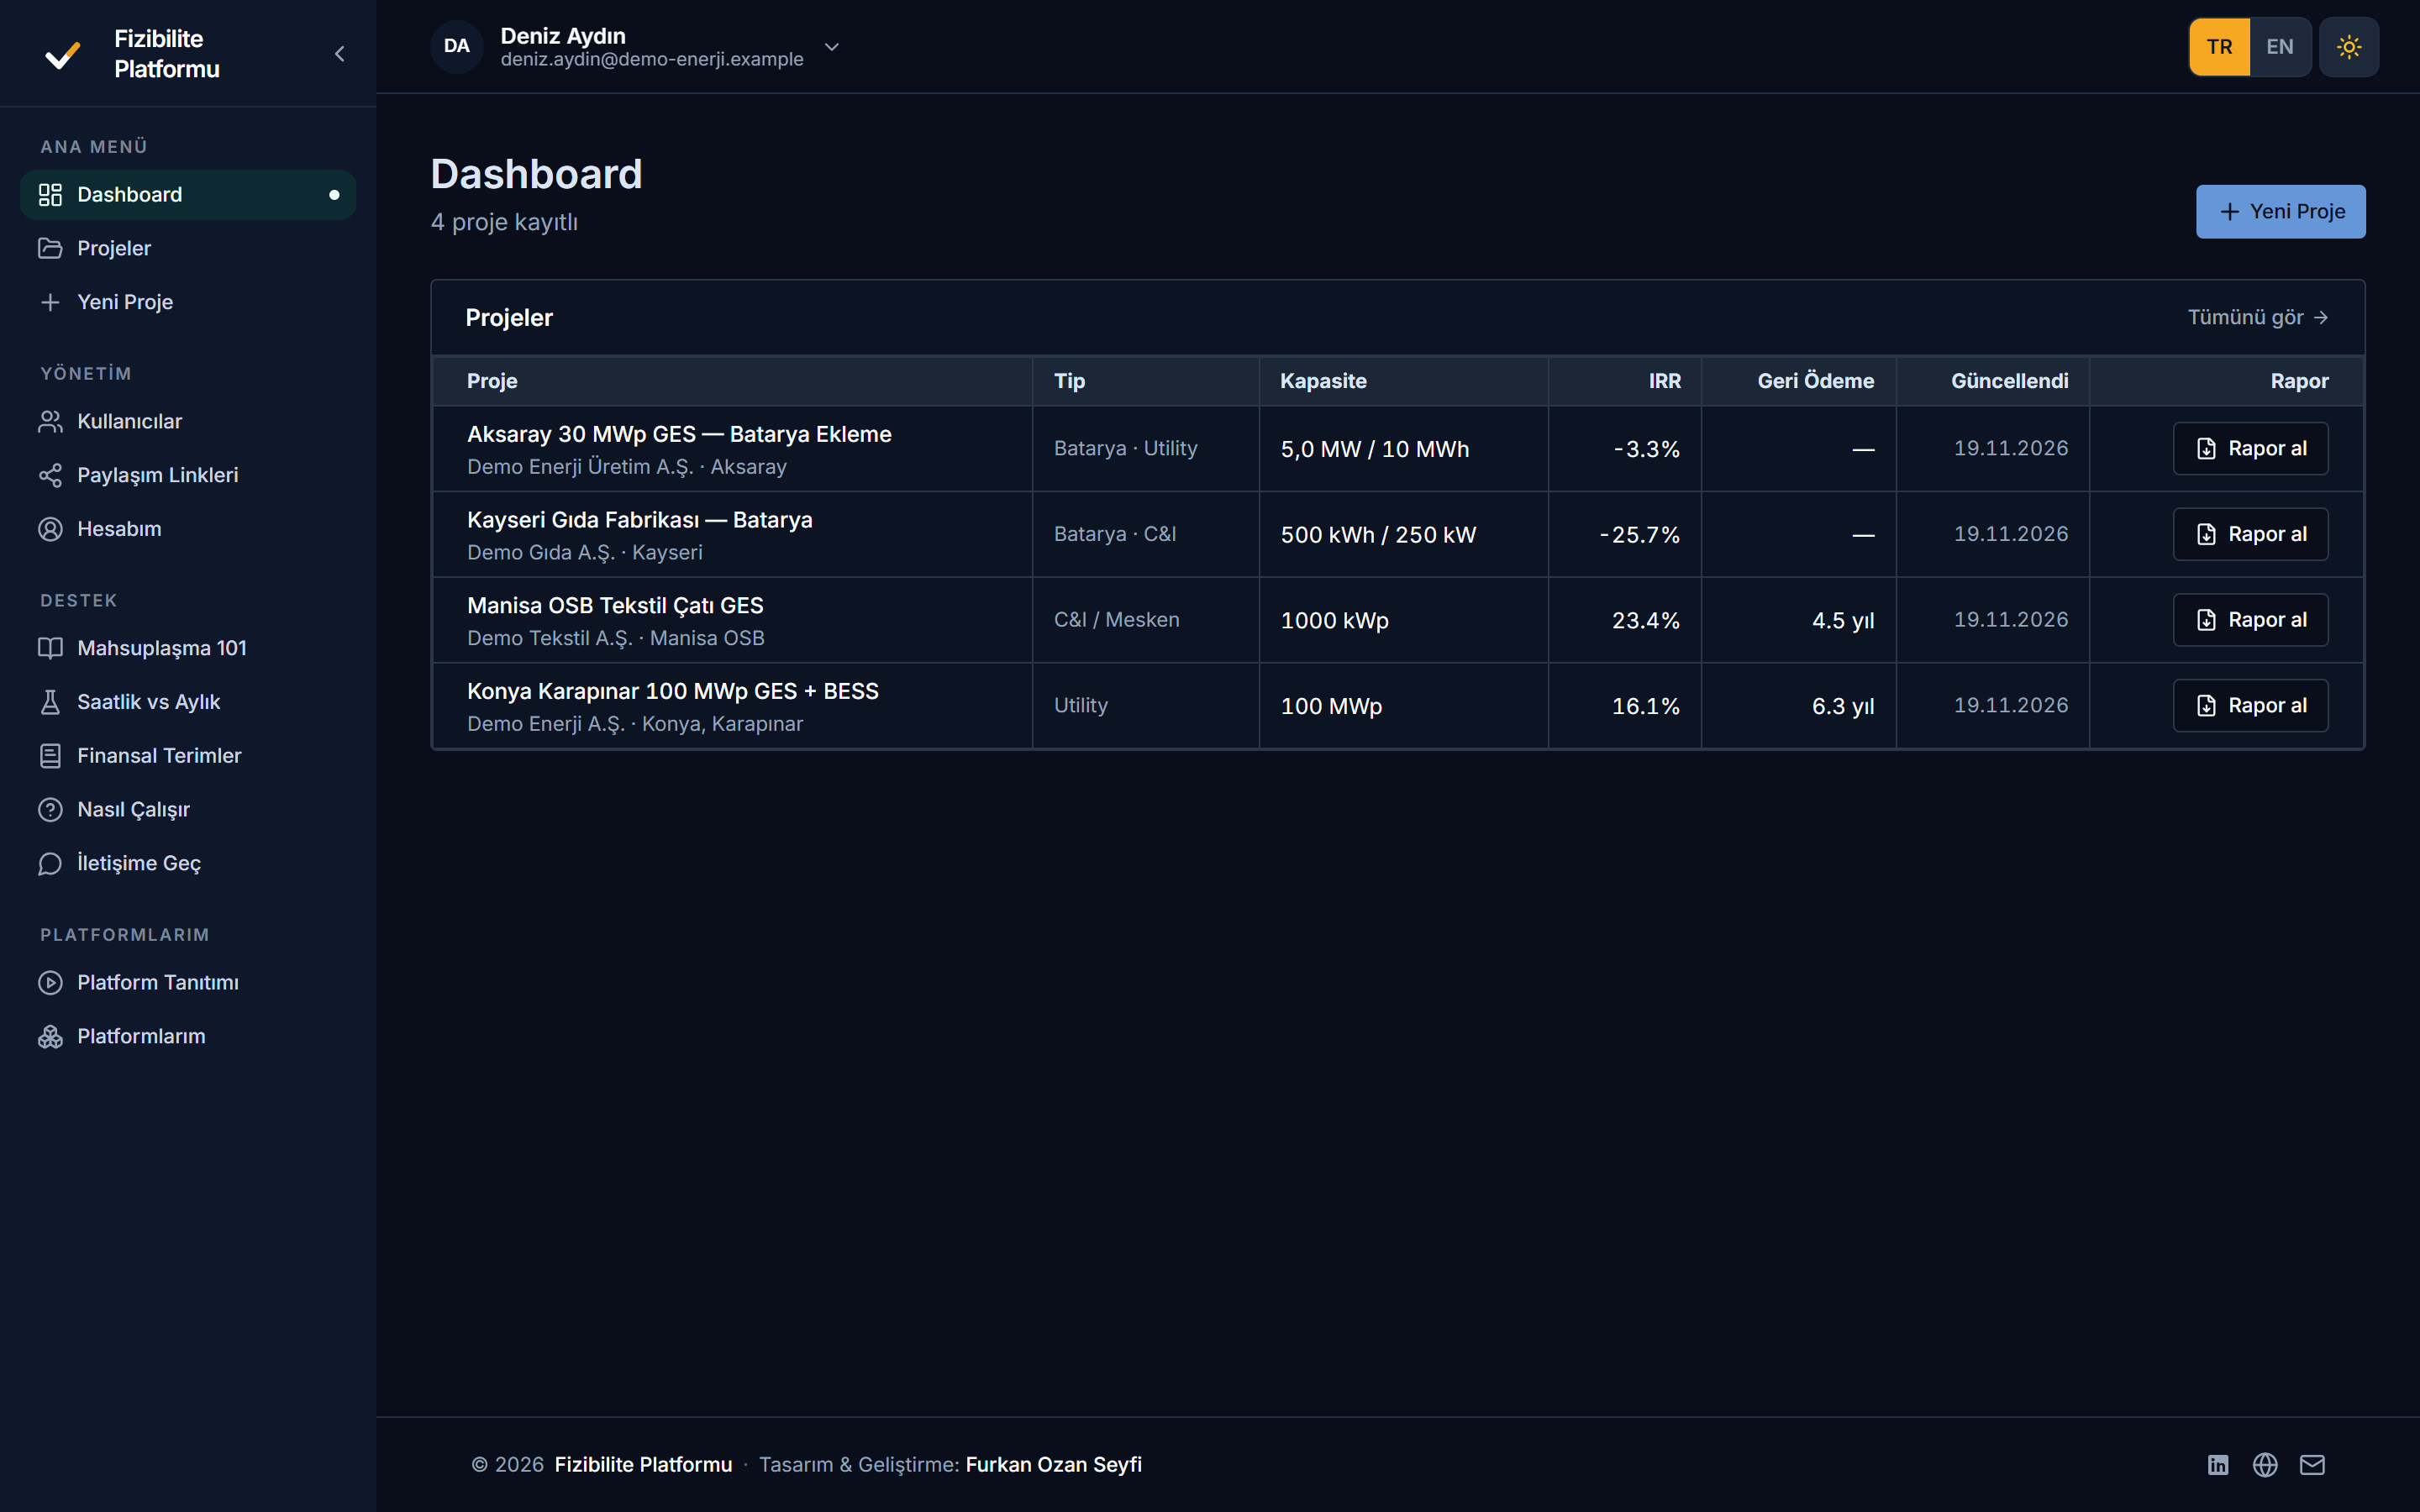 Fizibilite
Platformu
ANA MENÜ
Dashboard
Projeler
Yeni Proje
YÖNETİM
Kullanıcılar
Paylaşım Linkleri
Hesabım
DESTEK
Mahsuplaşma 101
Saatlik vs Aylık
Finansal Terimler
Nasıl Çalışır
İletişime Geç
PLATFORMLARIM
Platform Tanıtımı
Platformlarım
DA
Deniz Aydın
deniz.aydin@demo-enerji.example
TR EN
Dashboard
4 proje kayıtlı
Yeni Proje
Projeler
Tümünü gör →
Proje Tip Kapasite IRR Geri Ödeme Güncellendi Rapor
Aksaray 30 MWp GES — Batarya Ekleme
Demo Enerji Üretim A.Ş. · Aksaray
Batarya · Utility 5,0 MW / 10 MWh -3.3% — 19.11.2026 Rapor al
Kayseri Gıda Fabrikası — Batarya
Demo Gıda A.Ş. · Kayseri
Batarya · C&I 500 kWh / 250 kW -25.7% — 19.11.2026 Rapor al
Manisa OSB Tekstil Çatı GES
Demo Tekstil A.Ş. · Manisa OSB
C&I / Mesken 1000 kWp 23.4% 4.5 yıl 19.11.2026 Rapor al
Konya Karapınar 100 MWp GES + BESS
Demo Enerji A.Ş. · Konya, Karapınar
Utility 100 MWp 16.1% 6.3 yıl 19.11.2026 Rapor al
© 2026 Fizibilite Platformu · Tasarım & Geliştirme: Furkan Ozan Seyfi